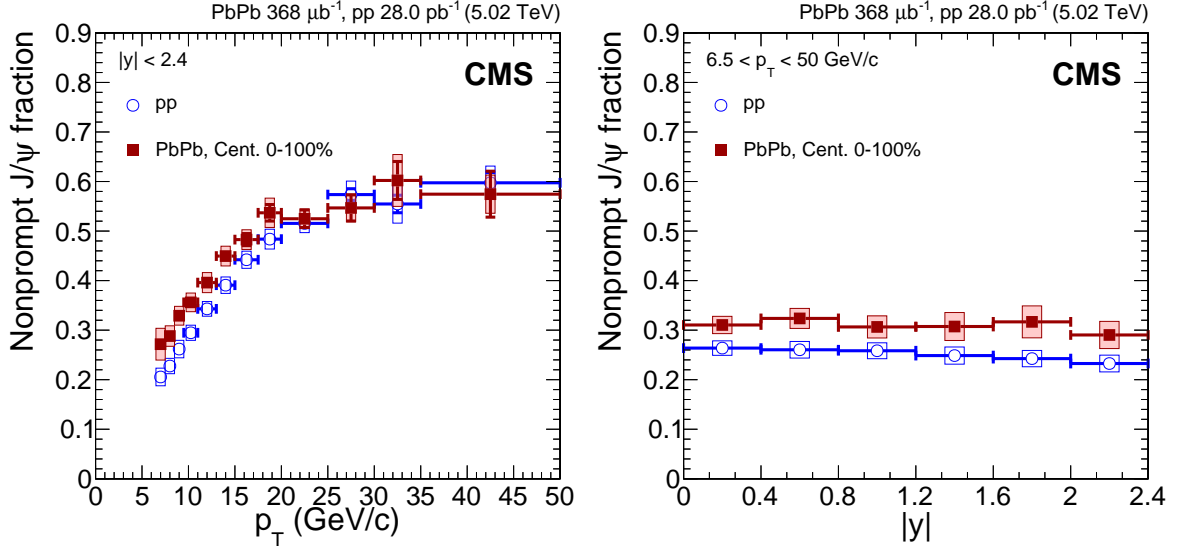 PbPb 368 μb⁻¹, pp 28.0 pb⁻¹ (5.02 TeV)
0.9
|y| < 2.4
CMS
0.8
pp
0.7
PbPb, Cent. 0-100%
0.6
0.5
0.4
0.3
0.2
0.1
0
Nonprompt J/ψ fraction
0 5 10 15 20 25 30 35 40 45 50
p_T (GeV/c)
PbPb 368 μb⁻¹, pp 28.0 pb⁻¹ (5.02 TeV)
0.9
6.5 < p_T < 50 GeV/c
CMS
0.8
pp
0.7
PbPb, Cent. 0-100%
0.6
0.5
0.4
0.3
0.2
0.1
0
Nonprompt J/ψ fraction
0 0.4 0.8 1.2 1.6 2 2.4
|y|